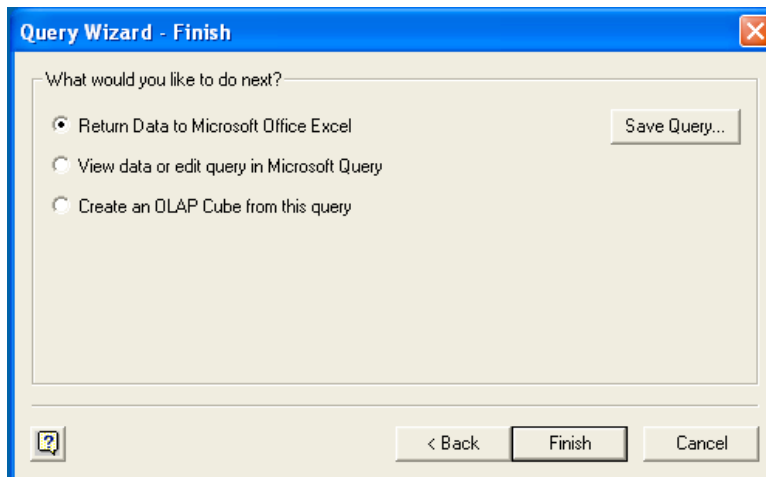 Query Wizard - Finish
What would you like to do next?
Return Data to Microsoft Office Excel
Save Query...
View data or edit query in Microsoft Query
Create an OLAP Cube from this query
?
< Back
Finish
Cancel